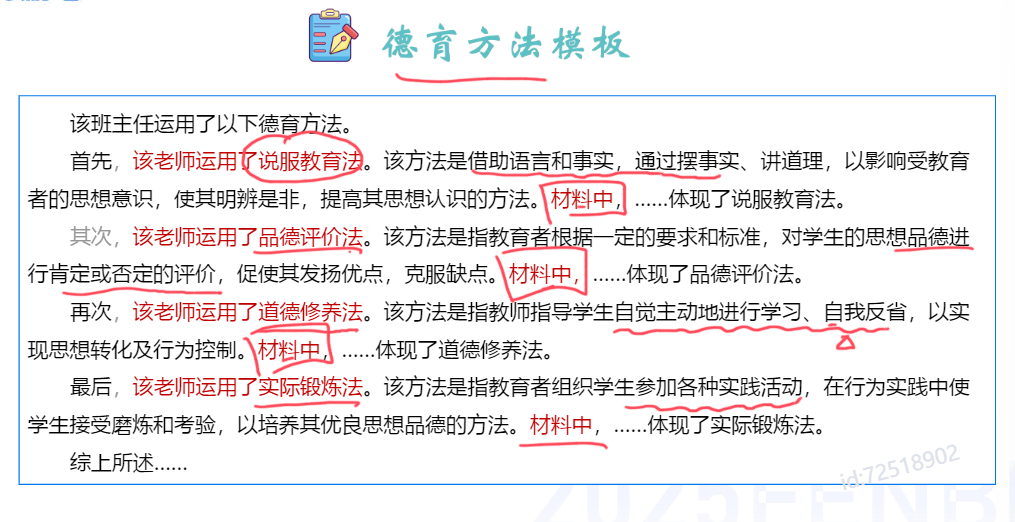 德育方法模板
该班主任运用了以下德育方法。
首先，该老师运用了说服教育法。该方法是借助语言和事实，通过摆事实、讲道理，以影响受教育
者的思想意识，使其明辨是非，提高其思想认识的方法。材料中，……体现了说服教育法。
其次，该老师运用了品德评价法。该方法是指教育者根据一定的要求和标准，对学生的思想品德进
行肯定或否定的评价，促使其发扬优点，克服缺点。材料中，……体现了品德评价法。
再次，该老师运用了道德修养法。该方法是指教师指导学生自觉主动地进行学习、自我反省，以实
现思想转化及行为控制。材料中，……体现了道德修养法。
最后，该老师运用了实际锻炼法。该方法是指教育者组织学生参加各种实践活动，在行为实践中使
学生接受磨炼和考验，以培养其优良思想品德的方法。材料中，……体现了实际锻炼法。
综上所述……
id:72518902